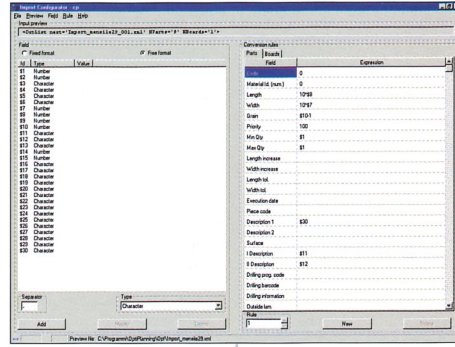 Import Configurator - cp
File Preview Field Rule Help
Input preview
<Cutlist nest='Import_mensile29_001.xml' NParts='9' NBoards='1'>
Field
Fixed format
Free format
Id Type Value
$1 Number
$2 Number
$3 Character
$4 Character
$5 Character
$6 Character
$7 Number
$8 Number
$9 Number
$10 Number
$11 Character
$12 Character
$13 Character
$14 Number
$15 Number
$16 Character
$17 Character
$18 Character
$19 Character
$20 Character
$21 Character
$22 Character
$23 Character
$24 Character
$25 Character
$26 Character
$27 Character
$28 Character
$29 Character
$30 Character
Separator
Type
Character
Add
Modify
Delete
Conversion rules
Parts Boards
Field Expression
Code 0
Material Id. (num.) 0
Length 10*$8
Width 10*$7
Grain $10-1
Priority 100
Min Qty $1
Max Qty $1
Length increase
Width increase
Length tol.
Width tol.
Execution date
Piece code
Description 1 $30
Description 2
Surface
I Description $11
II Description $12
Drilling prog. code
Drilling barcode
Drilling information
Outside lam.
Rule
1
New
Preview file: C:\Programmi\OptiPlanning\Opti\Import_mensile29.xml